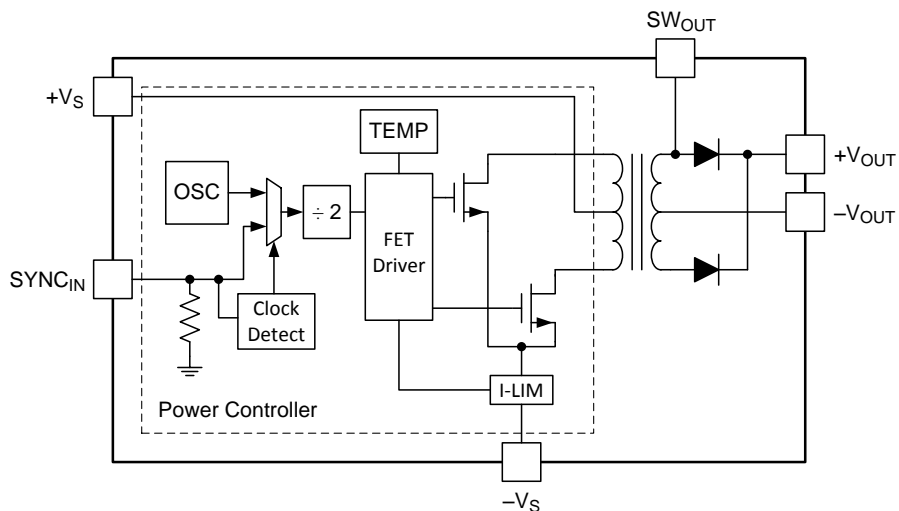 SW_OUT
+V_S
TEMP
+V_OUT
OSC
÷ 2
–V_OUT
FET
Driver
SYNC_IN
Clock
Detect
I-LIM
Power Controller
–V_S